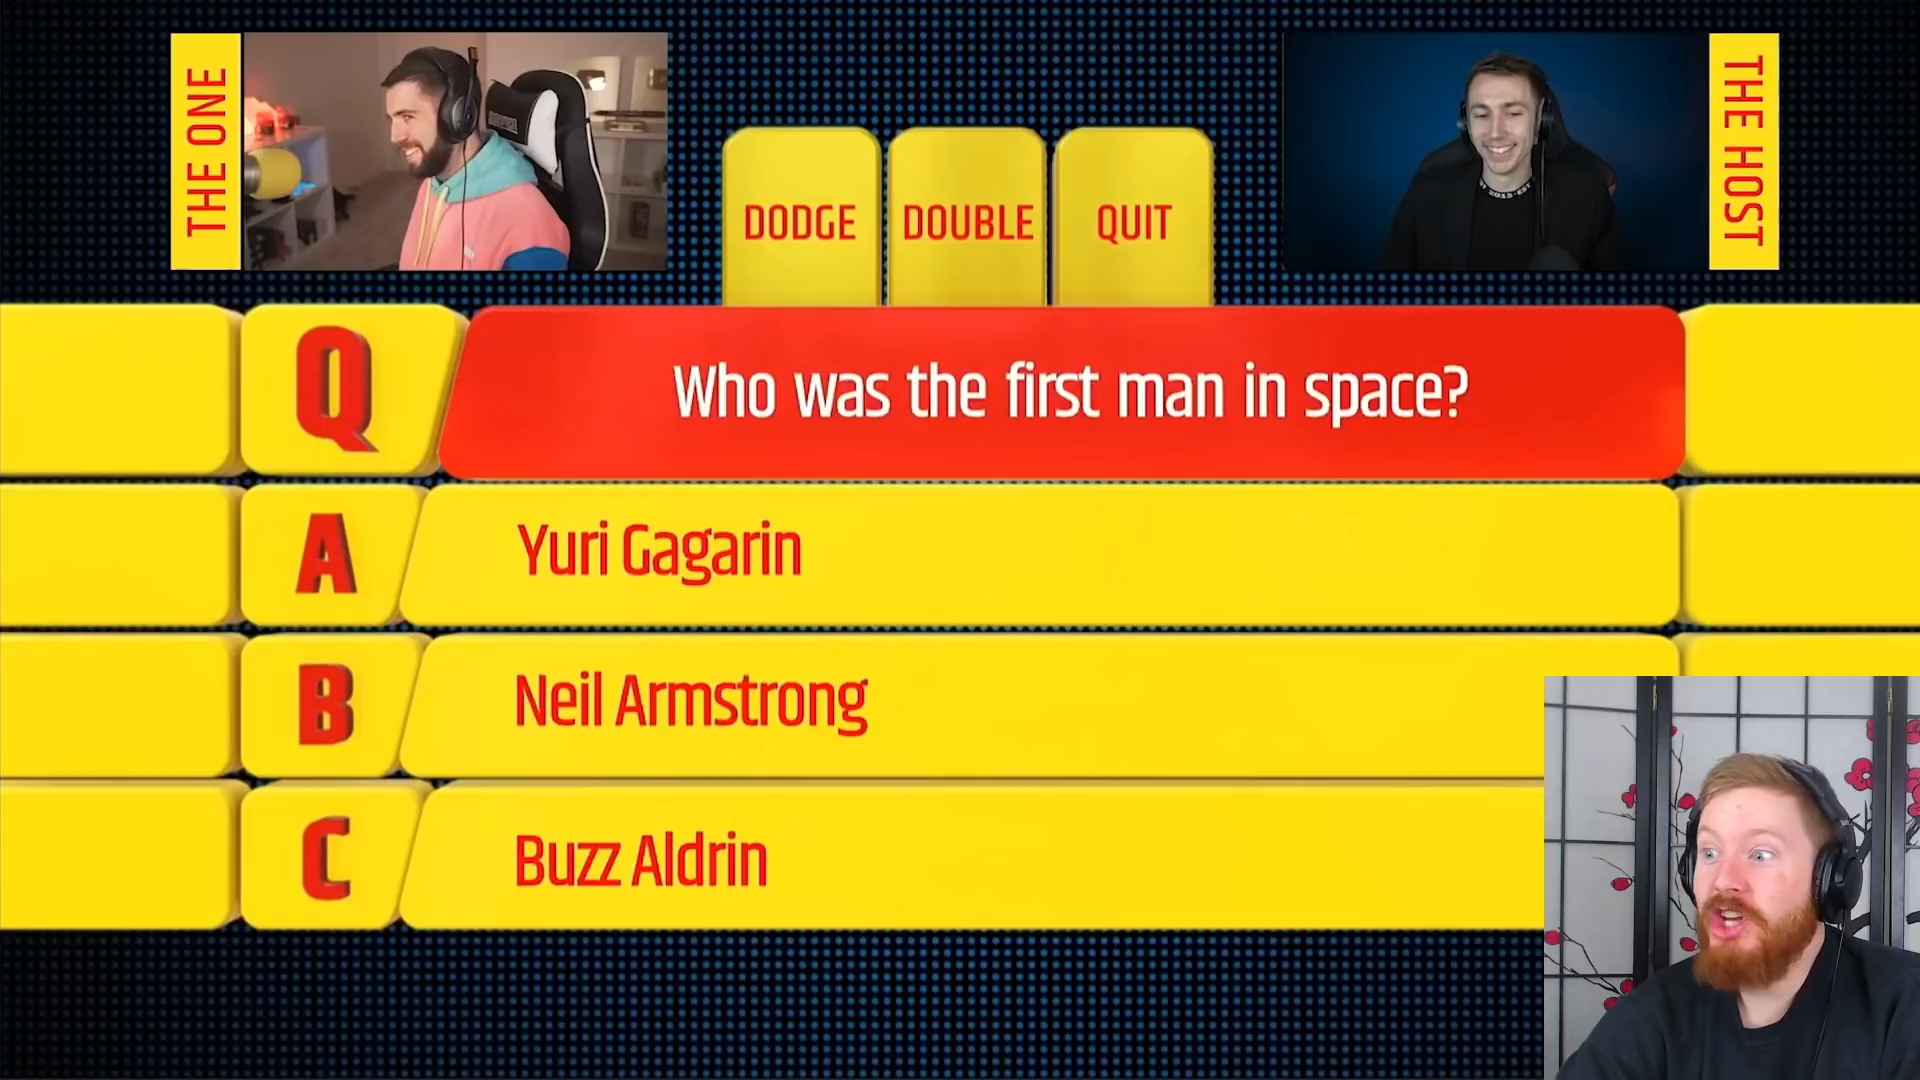 THE ONE
THE HOST
DODGE
DOUBLE
QUIT
Q
Who was the first man in space?
A
Yuri Gagarin
B
Neil Armstrong
C
Buzz Aldrin